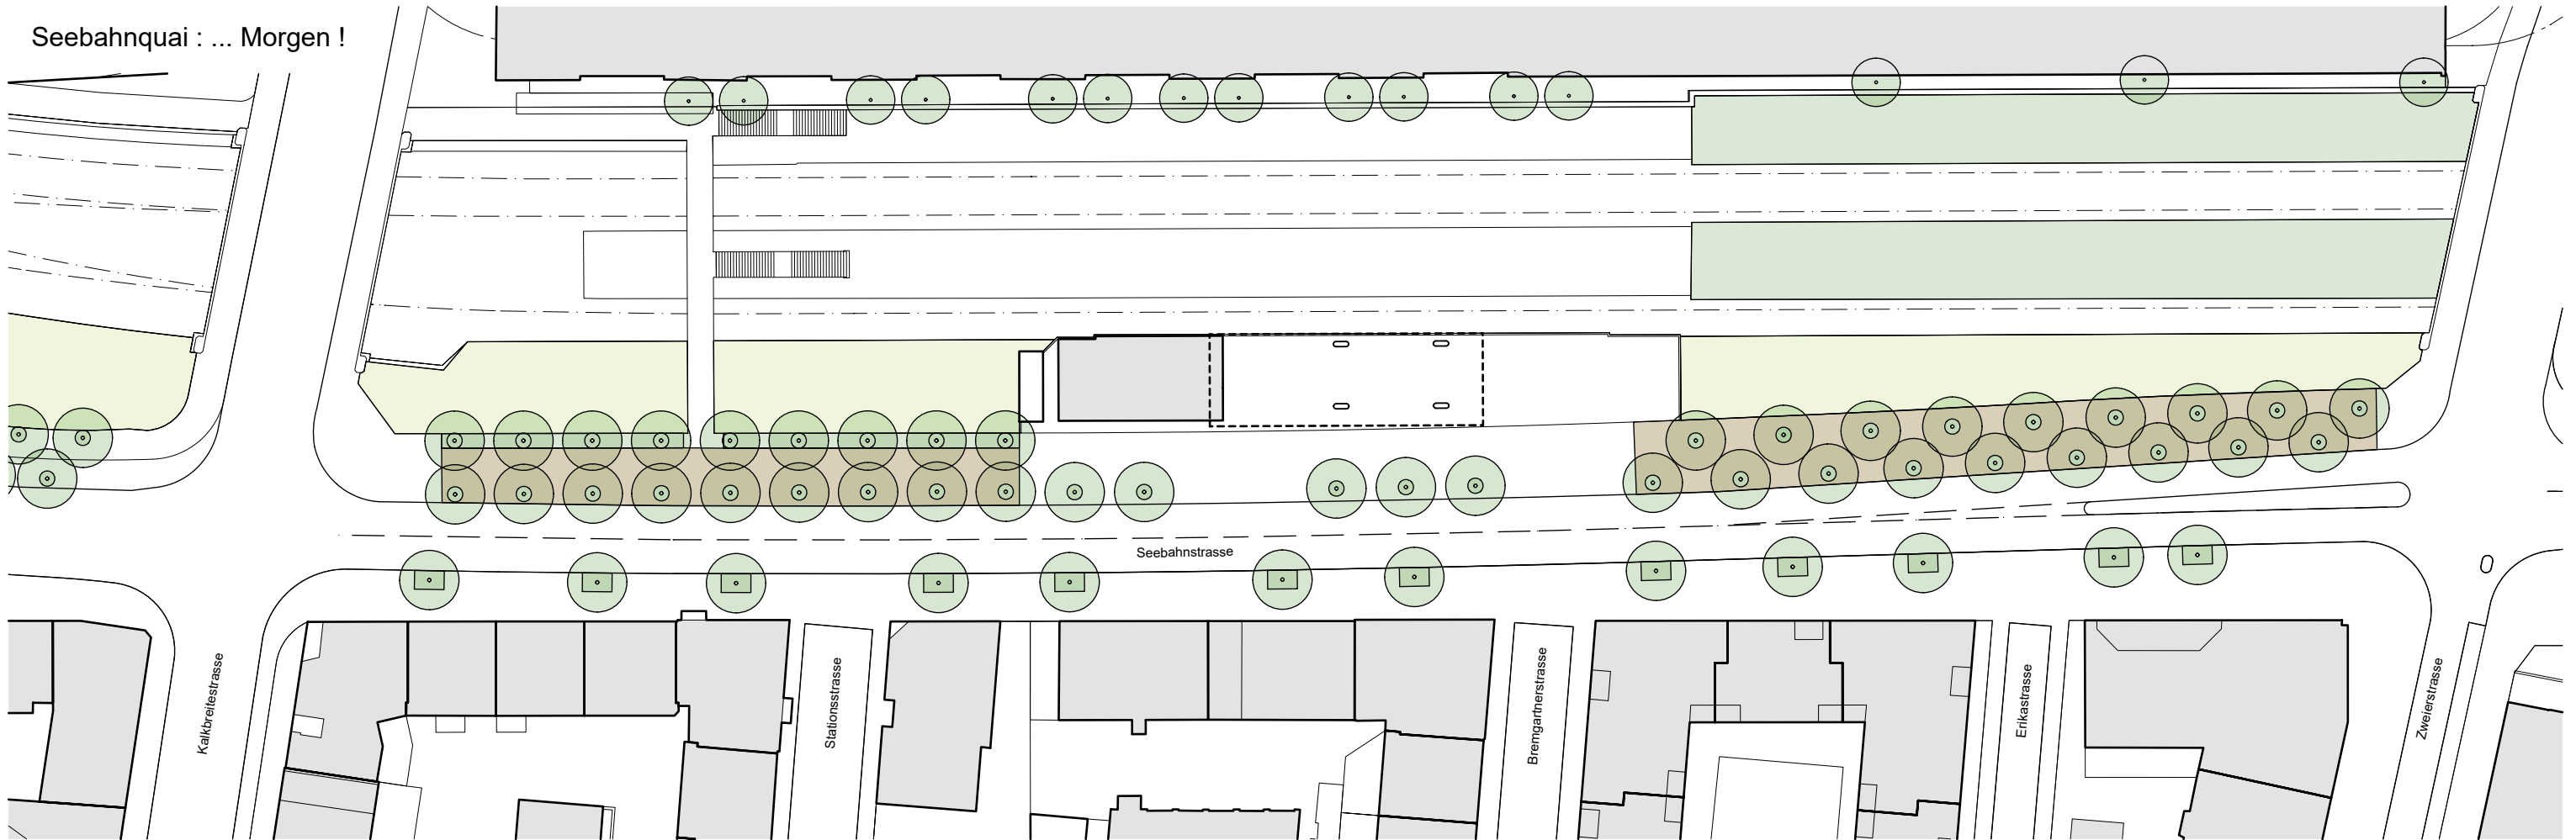 Seebahnquai : ... Morgen !
Seebahnstrasse
Kalkbreitestrasse
Stationsstrasse
Bremgartnerstrasse
Erikastrasse
Zweierstrasse